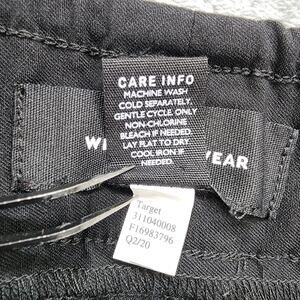 CARE INFO
MACHINE WASH
COLD SEPARATELY.
GENTLE CYCLE. ONLY
NON-CHLORINE
BLEACH IF NEEDED.
LAY FLAT TO DRY.
COOL IRON IF
NEEDED.
WEAR
Target
311040008
F16983796
Q2/20